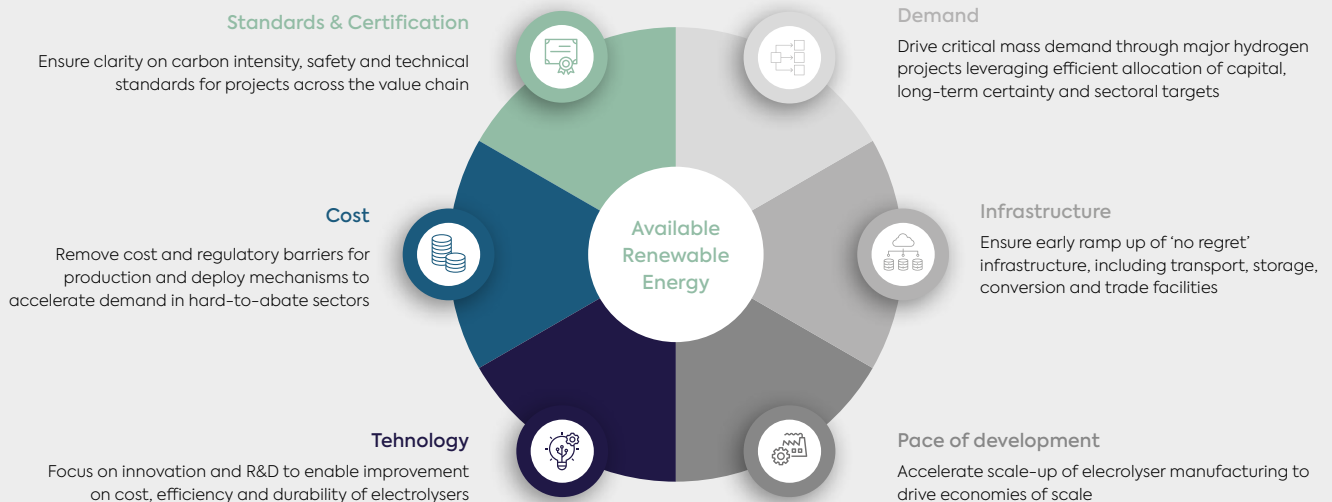 Standards & Certification
Ensure clarity on carbon intensity, safety and technical
standards for projects across the value chain
Cost
Remove cost and regulatory barriers for
production and deploy mechanisms to
accelerate demand in hard-to-abate sectors
Tehnology
Focus on innovation and R&D to enable improvement
on cost, efficiency and durability of electrolysers
Available
Renewable
Energy
Demand
Drive critical mass demand through major hydrogen
projects leveraging efficient allocation of capital,
long-term certainty and sectoral targets
Infrastructure
Ensure early ramp up of ‘no regret’
infrastructure, including transport, storage,
conversion and trade facilities
Pace of development
Accelerate scale-up of elecrolyser manufacturing to
drive economies of scale